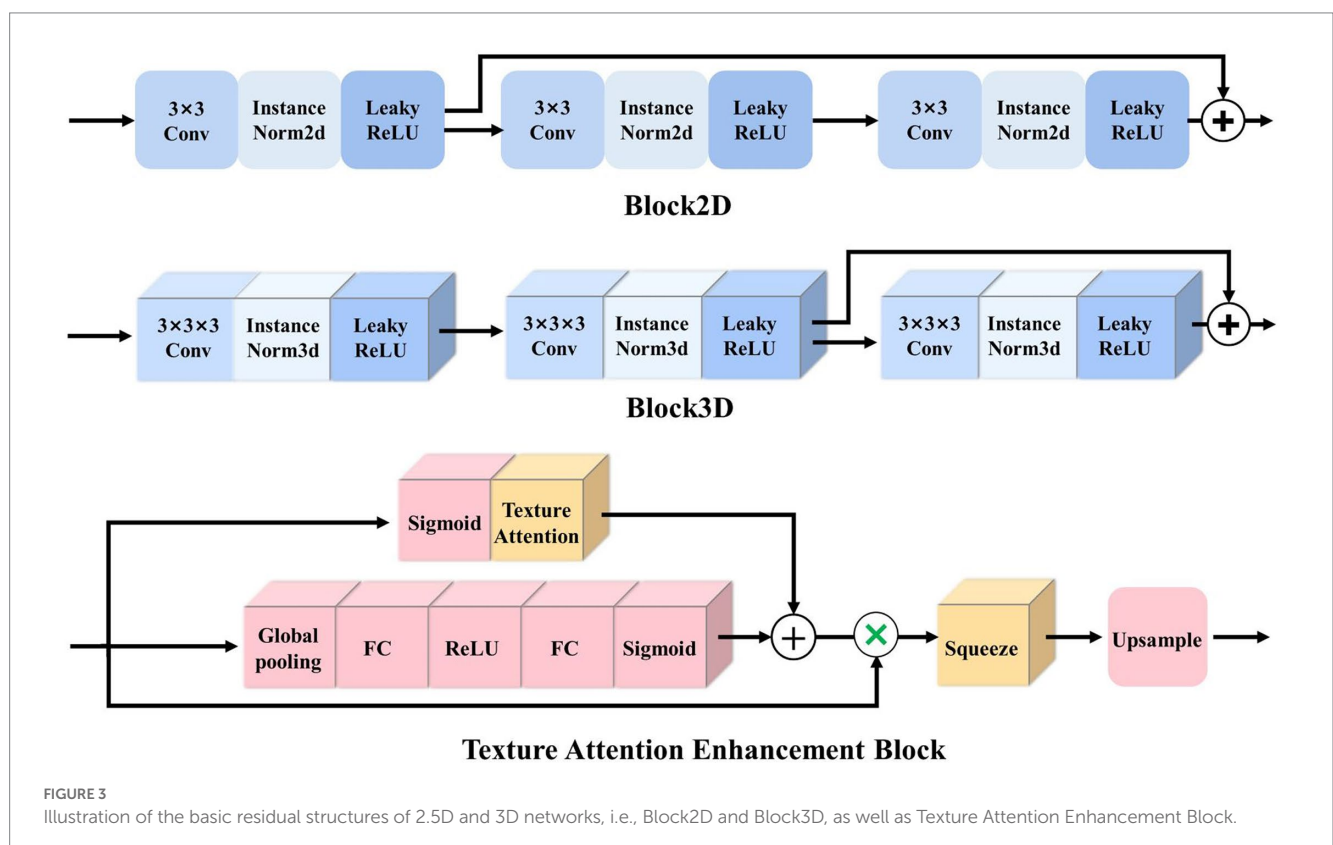 3×3
Conv
Instance
Norm2d
Leaky
ReLU
3×3
Conv
Instance
Norm2d
Leaky
ReLU
3×3
Conv
Instance
Norm2d
Leaky
ReLU
+
Block2D
3×3×3
Conv
Instance
Norm3d
Leaky
ReLU
3×3×3
Conv
Instance
Norm3d
Leaky
ReLU
3×3×3
Conv
Instance
Norm3d
Leaky
ReLU
+
Block3D
Sigmoid
Texture
Attention
Global
pooling
FC
ReLU
FC
Sigmoid
+
×
Squeeze
Upsample
Texture Attention Enhancement Block
FIGURE 3
Illustration of the basic residual structures of 2.5D and 3D networks, i.e., Block2D and Block3D, as well as Texture Attention Enhancement Block.